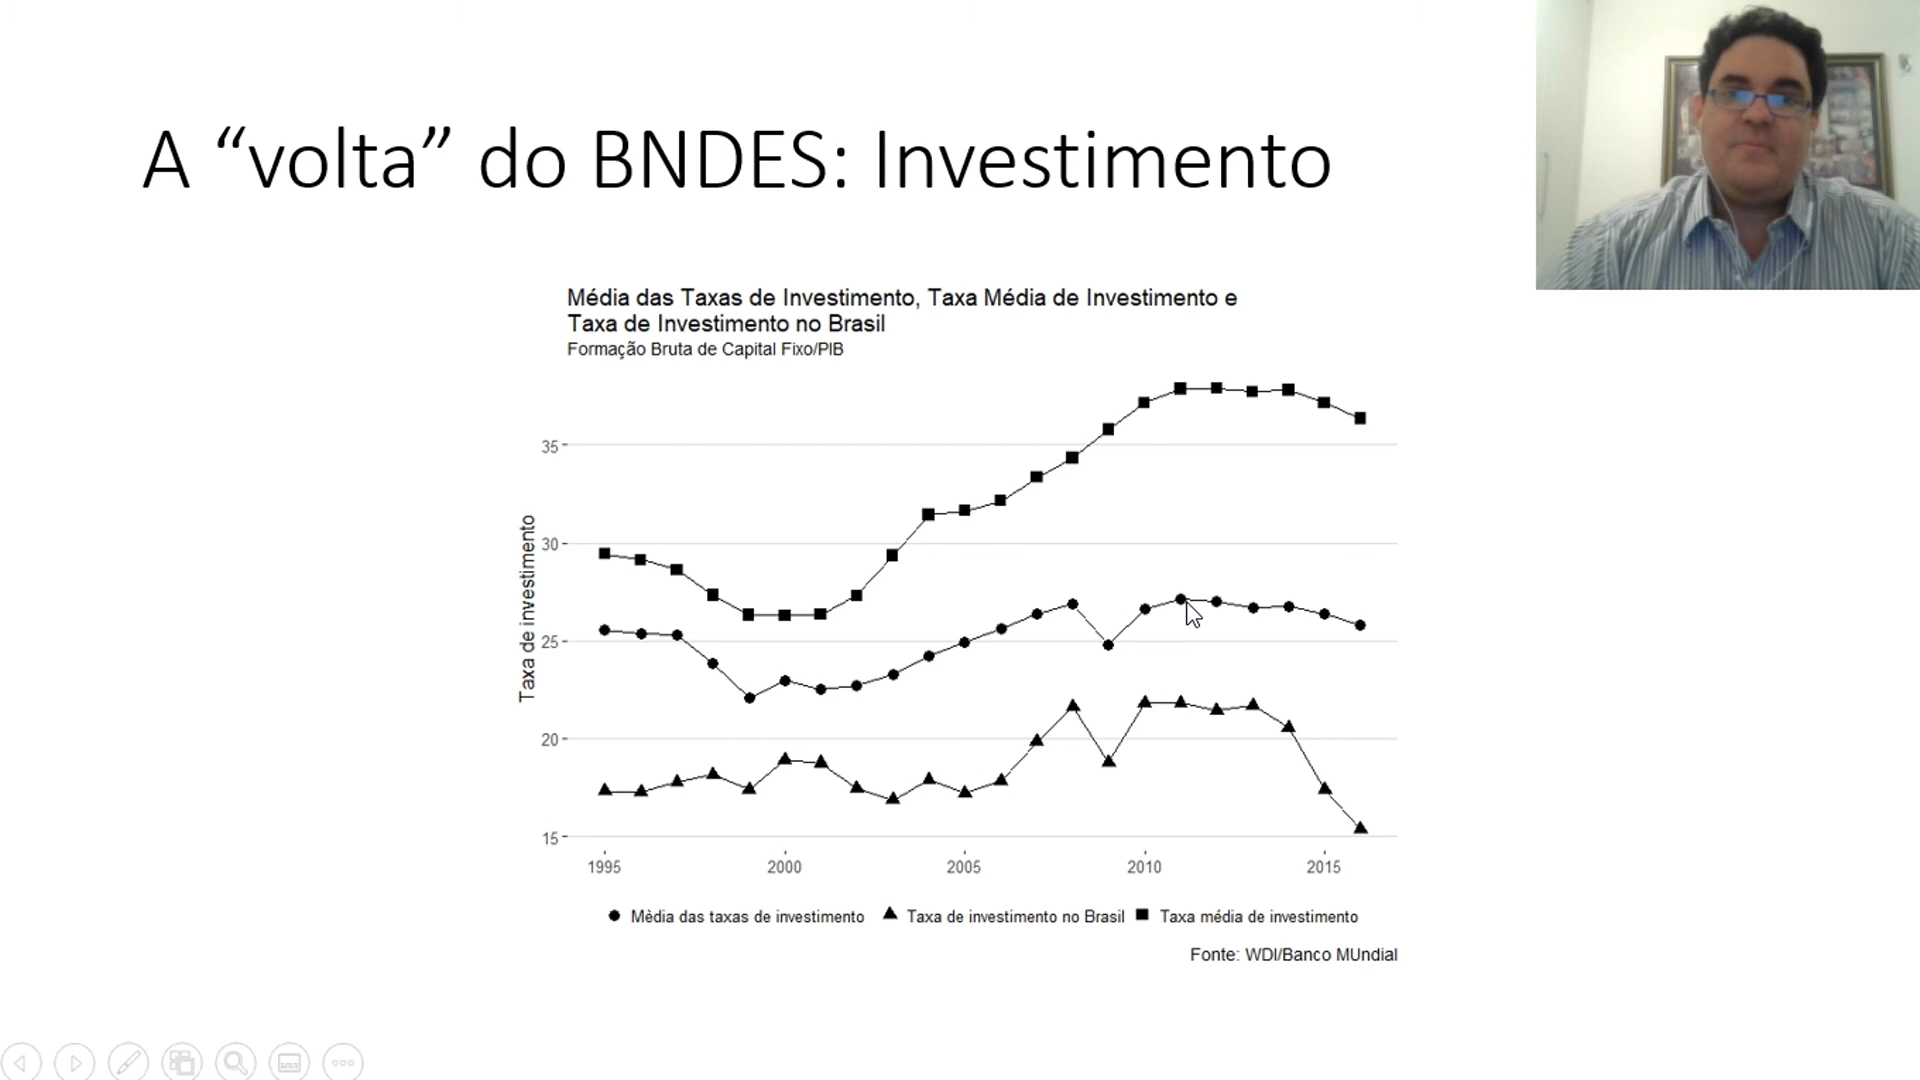 A “volta” do BNDES: Investimento
Média das Taxas de Investimento, Taxa Média de Investimento e
Taxa de Investimento no Brasil
Formação Bruta de Capital Fixo/PIB
Taxa de investimento
35
30
25
20
15
1995 2000 2005 2010 2015
Mèdia das taxas de investimento Taxa de investimento no Brasil Taxa média de investimento
Fonte: WDI/Banco MUndial